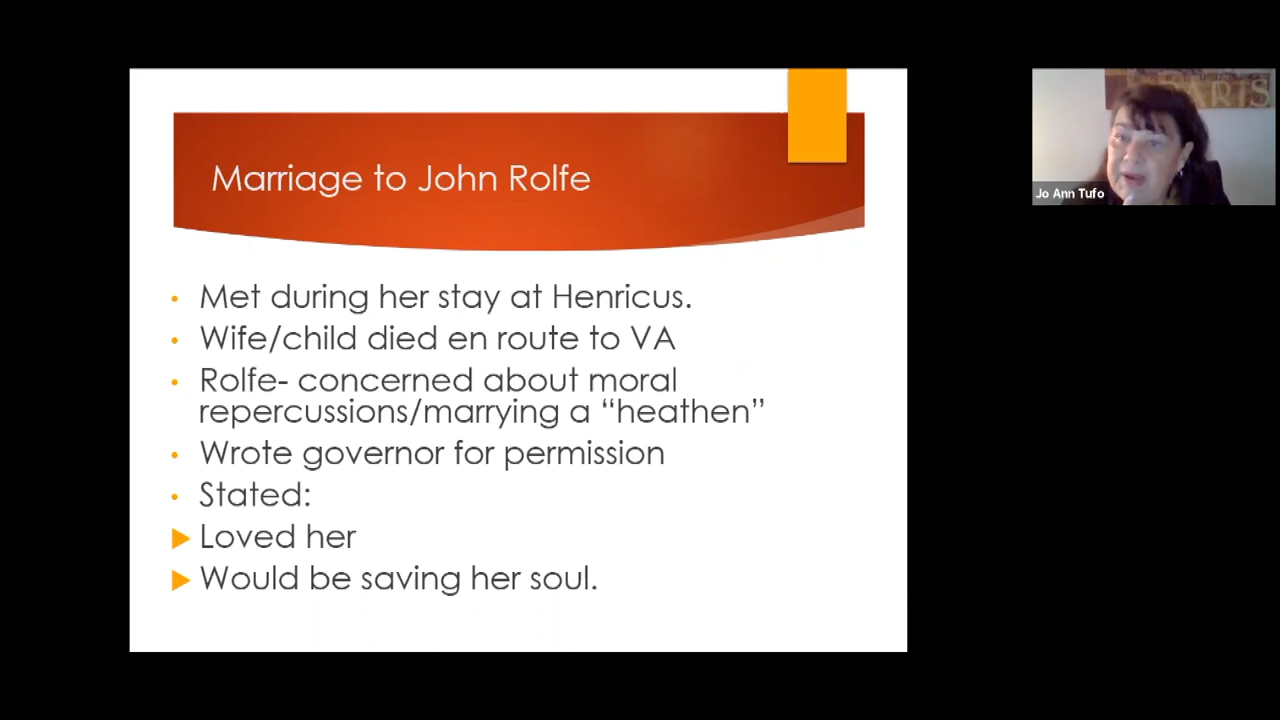 Marriage to John Rolfe
Met during her stay at Henricus.
Wife/child died en route to VA
Rolfe- concerned about moral
repercussions/marrying a “heathen”
Wrote governor for permission
Stated:
Loved her
Would be saving her soul.
PARIS
Jo Ann Tufo